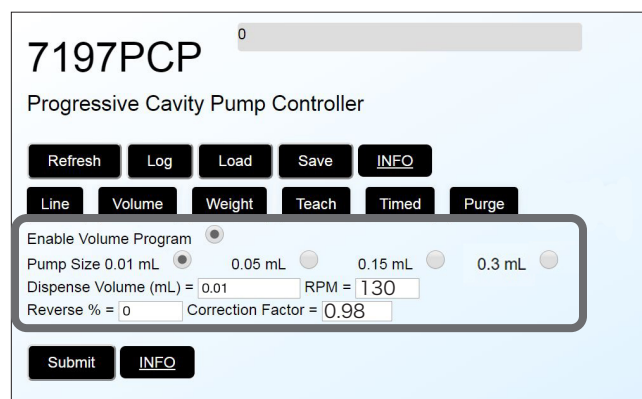 0
7197PCP
Progressive Cavity Pump Controller
Refresh Log Load Save INFO
Line Volume Weight Teach Timed Purge
Enable Volume Program
Pump Size 0.01 mL 0.05 mL 0.15 mL 0.3 mL
Dispense Volume (mL) = 0.01 RPM = 130
Reverse % = 0 Correction Factor = 0.98
Submit INFO